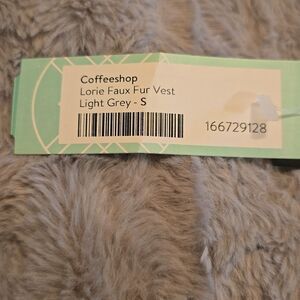 Coffeeshop
Lorie Faux Fur Vest
Light Grey - S
166729128